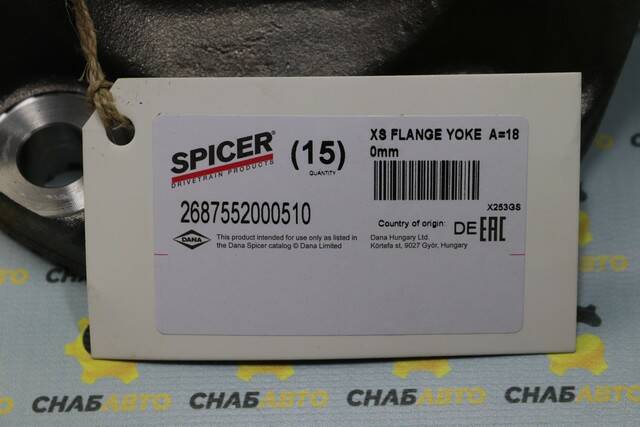 SPICER®
DRIVETRAIN PRODUCTS
(15)
QUANTITY
XS FLANGE YOKE A=18
0mm
X253GS
2687552000510
Country of origin: DE EAC
DANA
This product intended for use only as listed in
the Dana Spicer catalog © Dana Limited
Dana Hungary Ltd.
Körtefa st, 9027 Győr, Hungary
СНАБАВТО
СНАБАВТО
СНАБАВТО